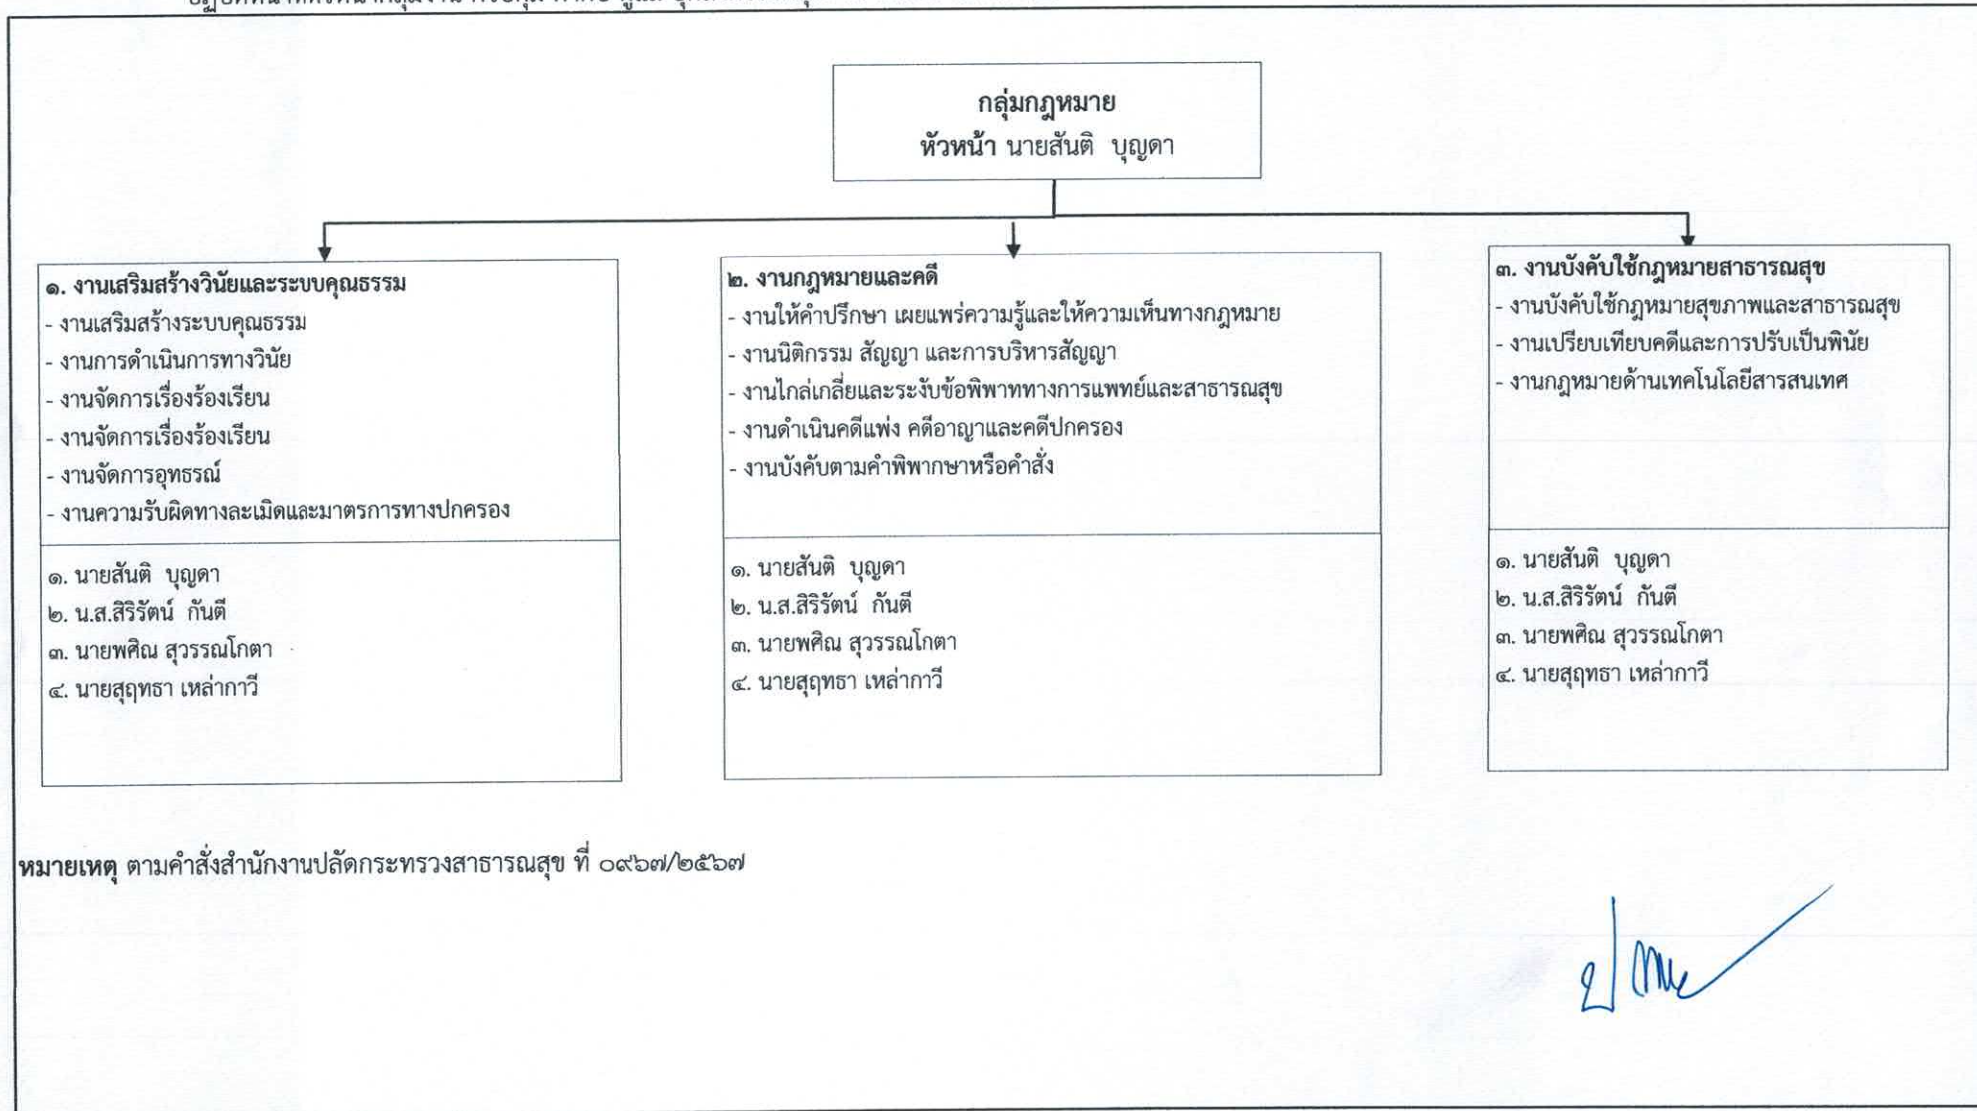 กลุ่มกฎหมาย
หัวหน้า นายสันติ บุญดา
๑. งานเสริมสร้างวินัยและระบบคุณธรรม
- งานเสริมสร้างระบบคุณธรรม
- งานการดำเนินการทางวินัย
- งานจัดการเรื่องร้องเรียน
- งานจัดการเรื่องร้องเรียน
- งานจัดการอุทธรณ์
- งานความรับผิดทางละเมิดและมาตรการทางปกครอง
๑. นายสันติ บุญดา
๒. น.ส.สิริรัตน์ กันตี
๓. นายพศิณ สุวรรณโกตา
๔. นายสุฤทธา เหล่ากาวี
๒. งานกฎหมายและคดี
- งานให้คำปรึกษา เผยแพร่ความรู้และให้ความเห็นทางกฎหมาย
- งานนิติกรรม สัญญา และการบริหารสัญญา
- งานไกล่เกลี่ยและระงับข้อพิพาททางการแพทย์และสาธารณสุข
- งานดำเนินคดีแพ่ง คดีอาญาและคดีปกครอง
- งานบังคับตามคำพิพากษาหรือคำสั่ง
๑. นายสันติ บุญดา
๒. น.ส.สิริรัตน์ กันตี
๓. นายพศิณ สุวรรณโกตา
๔. นายสุฤทธา เหล่ากาวี
๓. งานบังคับใช้กฎหมายสาธารณสุข
- งานบังคับใช้กฎหมายสุขภาพและสาธารณสุข
- งานเปรียบเทียบคดีและการปรับเป็นพินัย
- งานกฎหมายด้านเทคโนโลยีสารสนเทศ
๑. นายสันติ บุญดา
๒. น.ส.สิริรัตน์ กันตี
๓. นายพศิณ สุวรรณโกตา
๔. นายสุฤทธา เหล่ากาวี
หมายเหตุ ตามคำสั่งสำนักงานปลัดกระทรวงสาธารณสุข ที่ ๐๙๖๗/๒๕๖๗